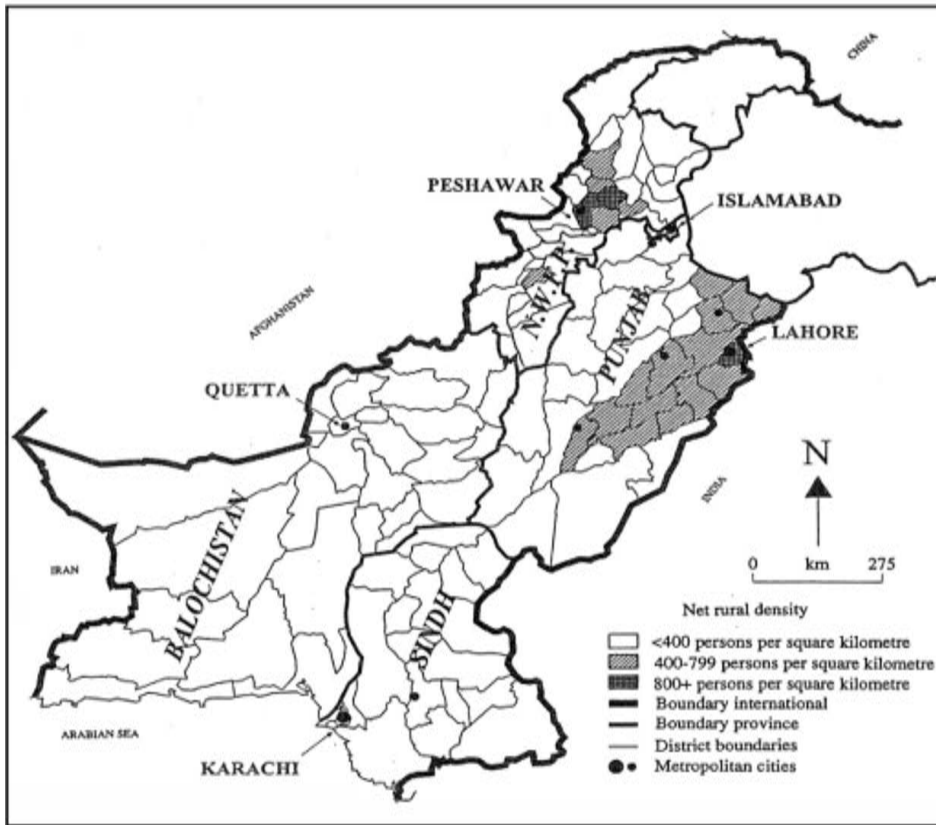 CHINA
PESHAWAR
ISLAMABAD
N.W.F.P.
AFGHANISTAN
PUNJAB
LAHORE
QUETTA
N
INDIA
BALOCHISTAN
IRAN
0 km 275
SINDH
Net rural density
<400 persons per square kilometre
400-799 persons per square kilometre
800+ persons per square kilometre
Boundary international
Boundary province
District boundaries
Metropolitan cities
ARABIAN SEA
KARACHI